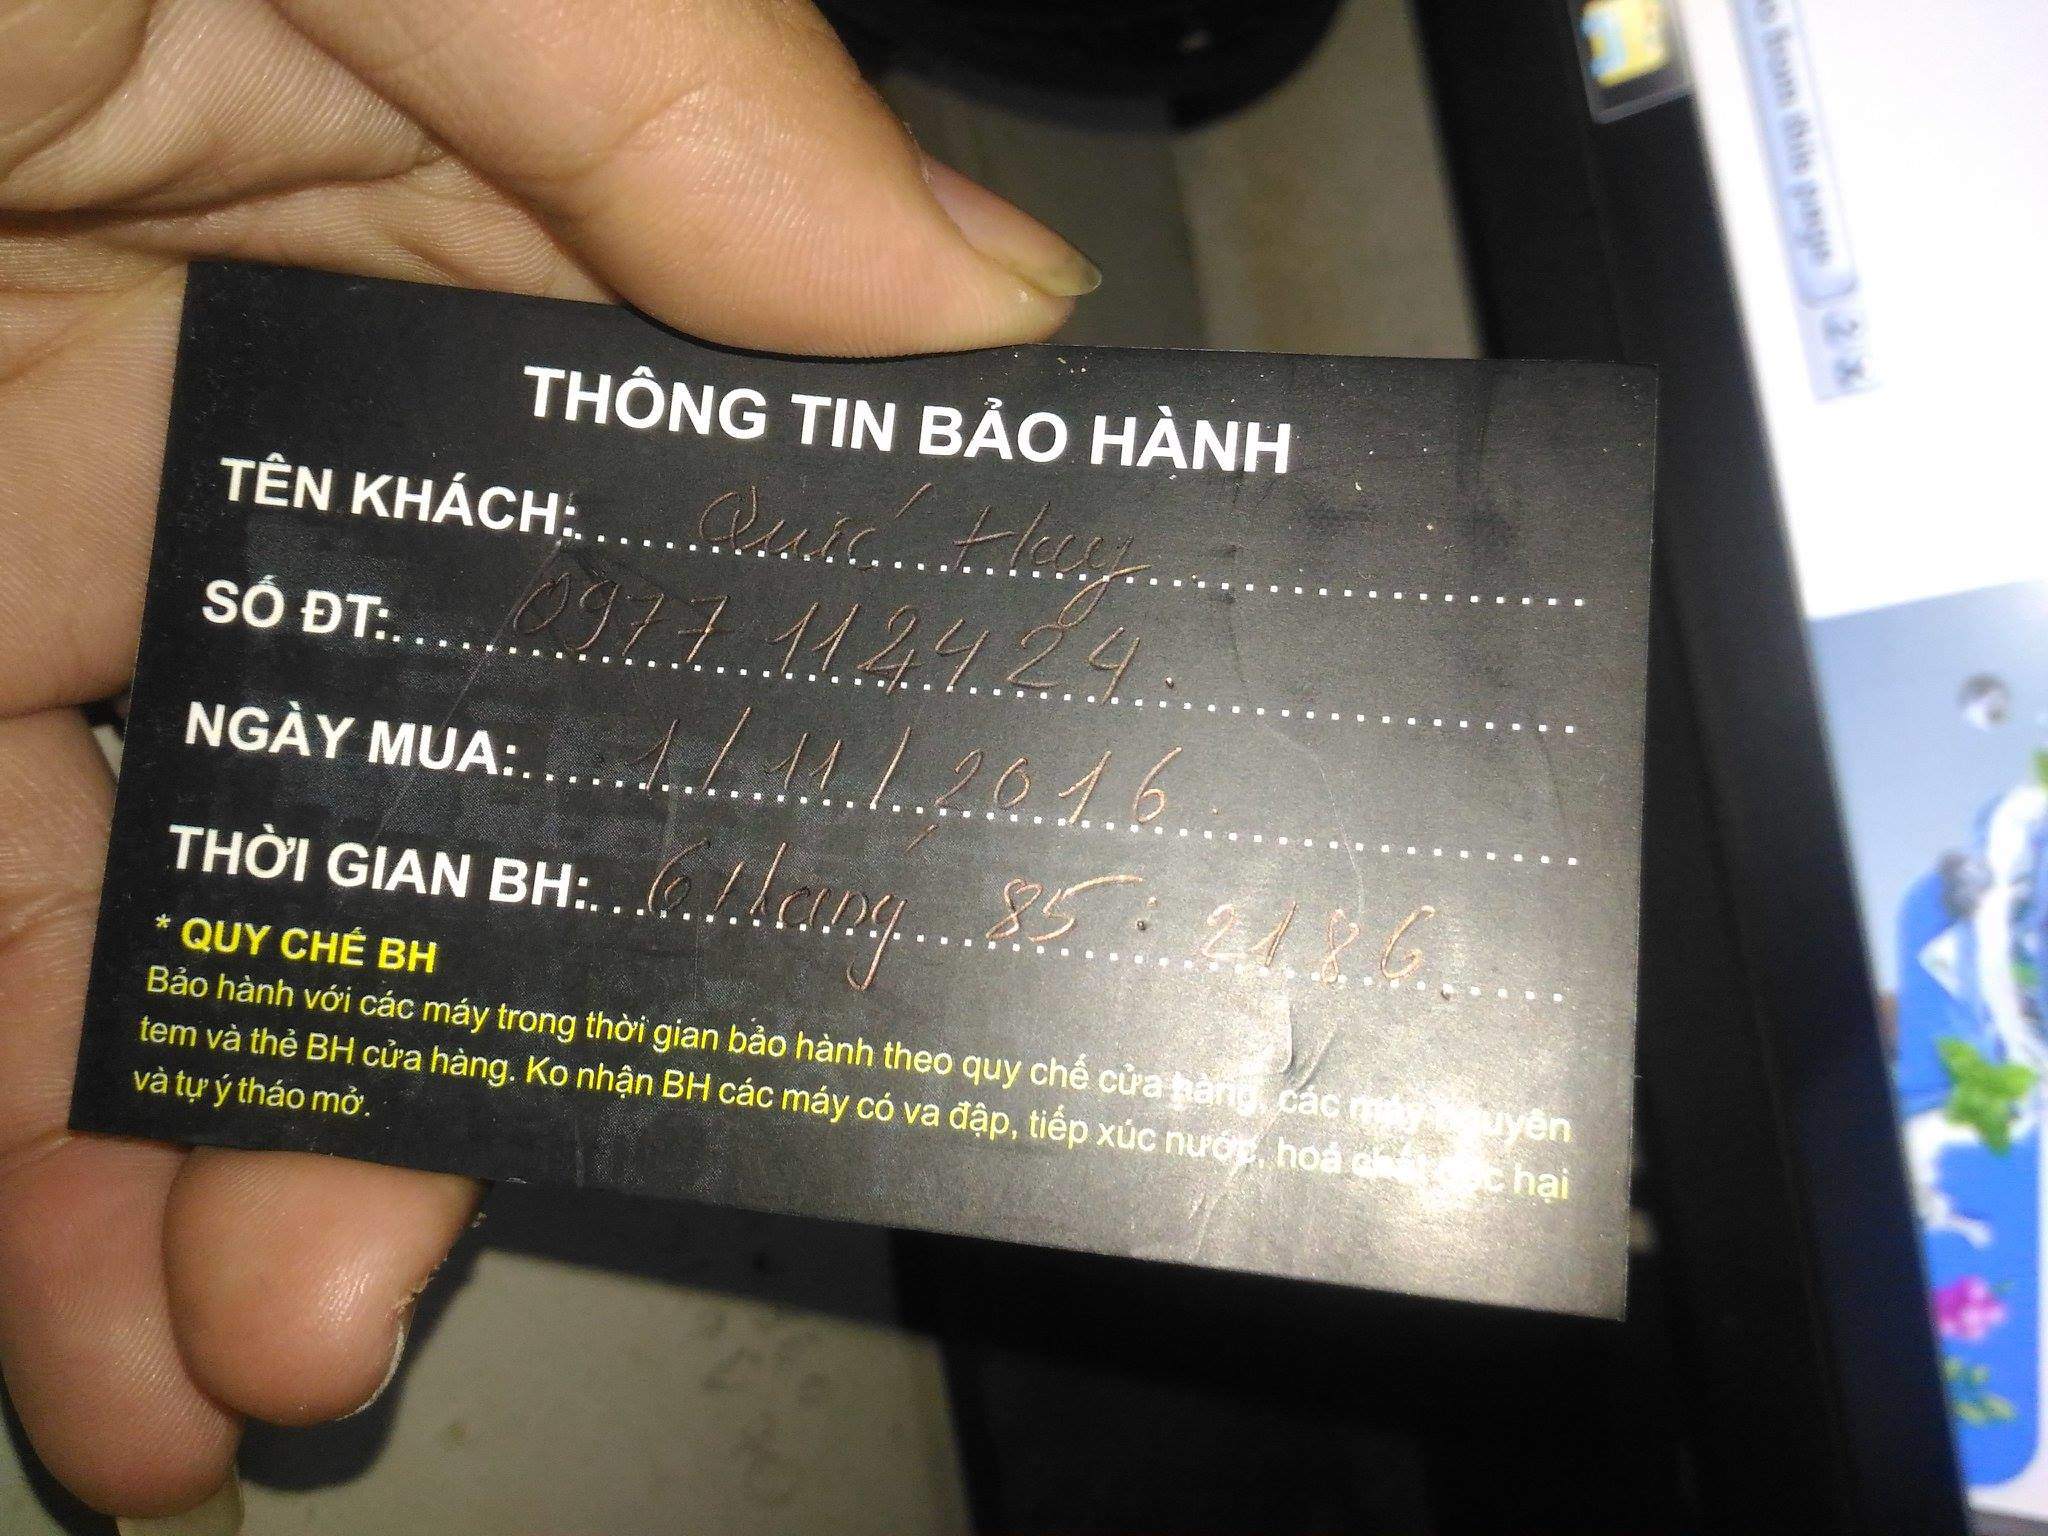 THÔNG TIN BẢO HÀNH
TÊN KHÁCH: Quốc Huy
SỐ ĐT: 0977 112424.
NGÀY MUA: 1/11/2016.
THỜI GIAN BH: 6 tháng 85:2186.
* QUY CHẾ BH
Bảo hành với các máy trong thời gian bảo hành theo quy chế cửa hàng, các máy nguyên
tem và thẻ BH cửa hàng. Ko nhận BH các máy có va đập, tiếp xúc nước, hoá chất độc hại
và tự ý tháo mở.
from this page